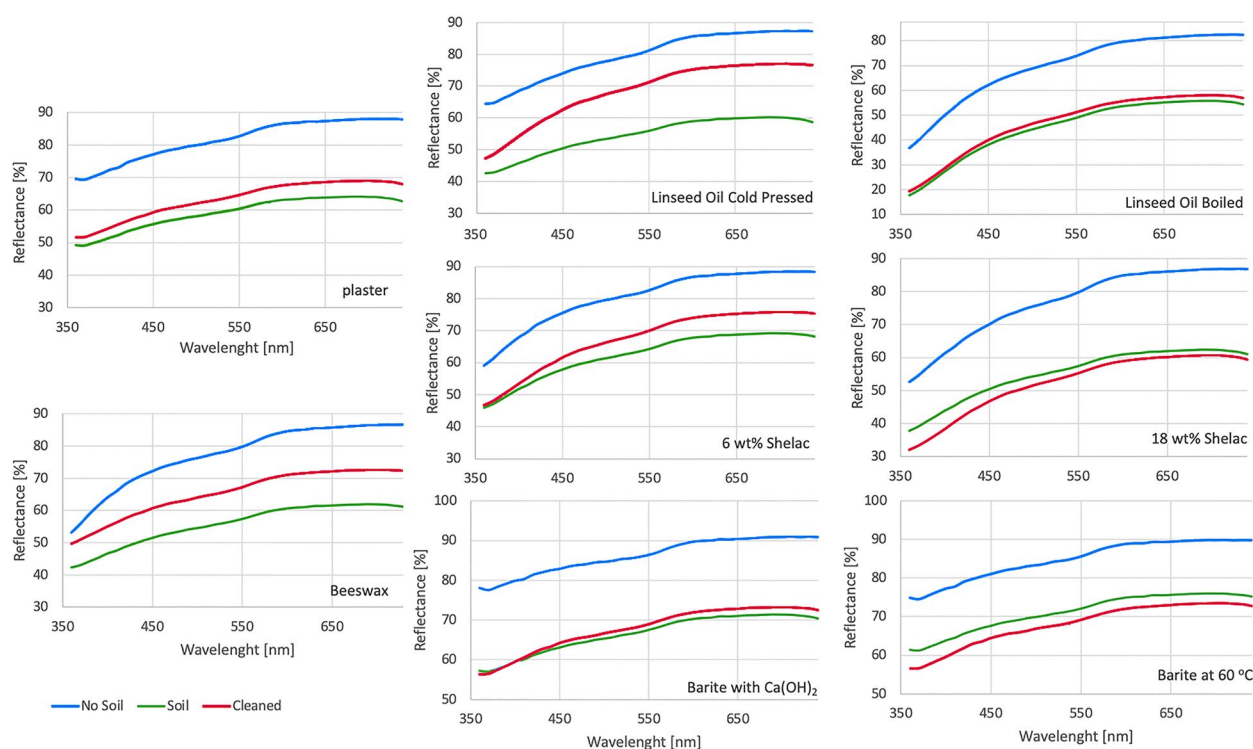 90
80
70
60
50
40
30
Reflectance [%]
plaster
350 450 550 650
Wavelenght [nm]
90
80
70
60
50
40
30
Reflectance [%]
Beeswax
350 450 550 650
Wavelenght [nm]
No Soil Soil Cleaned
90
80
70
60
50
40
30
Reflectance [%]
Linseed Oil Cold Pressed
350 450 550 650
90
80
70
60
50
40
30
Reflectance [%]
6 wt% Shelac
350 450 550 650
100
90
80
70
60
50
Reflectance [%]
Barite with Ca(OH)₂
350 450 550 650
Wavelenght [nm]
80
70
60
50
40
30
20
10
Reflectance [%]
Linseed Oil Boiled
350 450 550 650
90
80
70
60
50
40
30
Reflectance [%]
18 wt% Shelac
350 450 550 650
100
90
80
70
60
50
Reflectance [%]
Barite at 60 ºC
350 450 550 650
Wavelenght [nm]